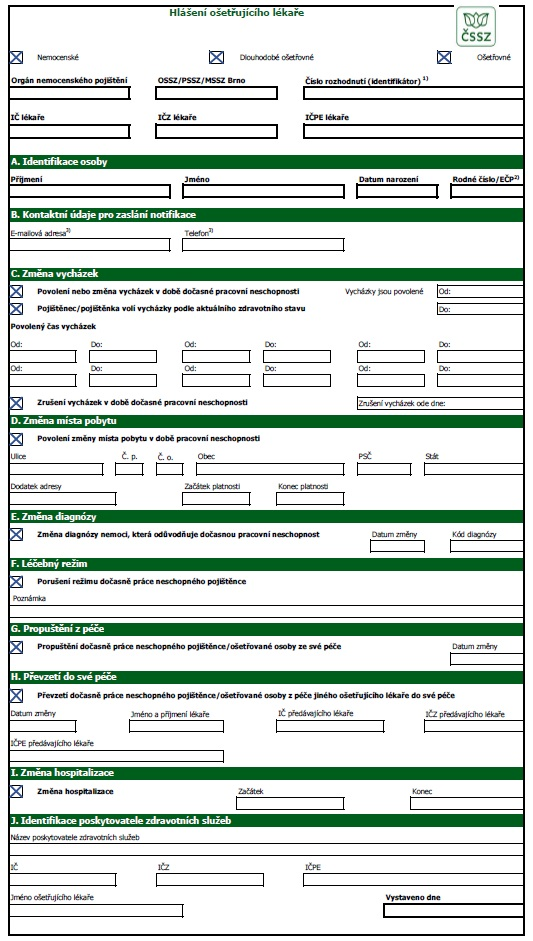 Hlášení ošetřujícího lékaře
ČSSZ
Nemocenské Dlouhodobé ošetřovné Ošetřovné
Orgán nemocenského pojištění OSSZ/PSSZ/MSSZ Brno Číslo rozhodnutí (identifikátor) 1)
IČ lékaře IČZ lékaře IČPE lékaře
A. Identifikace osoby
Příjmení Jméno Datum narození Rodné číslo/EČP2)
B. Kontaktní údaje pro zaslání notifikace
E-mailová adresa3) Telefon3)
C. Změna vycházek
Povolení nebo změna vycházek v době dočasné pracovní neschopnosti Vycházky jsou povolené Od:
Pojištěnec/pojištěnka volí vycházky podle aktuálního zdravotního stavu Do:
Povolený čas vycházek
Od: Do: Od: Do: Od: Do:
Od: Do: Od: Do: Od: Do:
Zrušení vycházek v době dočasné pracovní neschopnosti Zrušení vycházek ode dne:
D. Změna místa pobytu
Povolení změny místa pobytu v době pracovní neschopnosti
Ulice Č. p. Č. o. Obec PSČ Stát
Dodatek adresy Začátek platnosti Konec platnosti
E. Změna diagnózy
Změna diagnózy nemoci, která odůvodňuje dočasnou pracovní neschopnost Datum změny Kód diagnózy
F. Léčebný režim
Porušení režimu dočasně práce neschopného pojištěnce
Poznámka
G. Propuštění z péče
Propuštění dočasně práce neschopného pojištěnce/ošetřované osoby ze své péče Datum změny
H. Převzetí do své péče
Převzetí dočasně práce neschopného pojištěnce/ošetřované osoby z péče jiného ošetřujícího lékaře do své péče
Datum změny Jméno a příjmení lékaře IČ předávajícího lékaře IČZ předávajícího lékaře
IČPE předávajícího lékaře
I. Změna hospitalizace
Změna hospitalizace Začátek Konec
J. Identifikace poskytovatele zdravotních služeb
Název poskytovatele zdravotních služeb
IČ IČZ IČPE
Jméno ošetřujícího lékaře Vystaveno dne